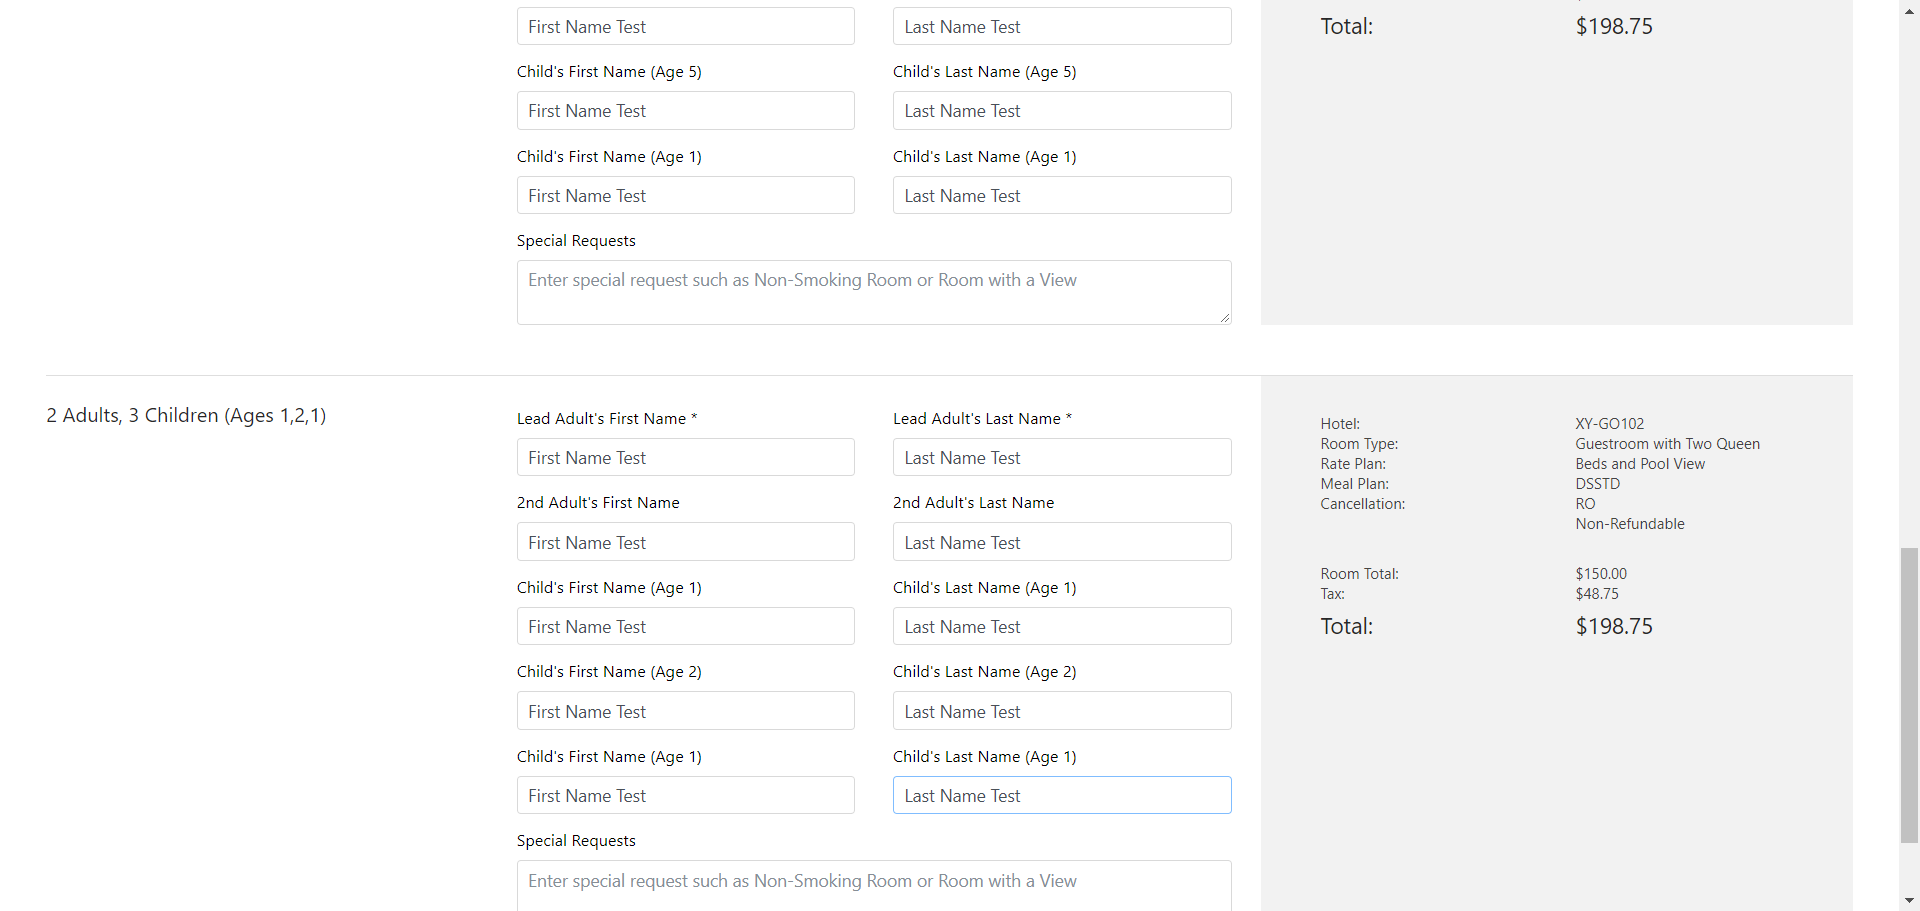 First Name Test Last Name Test Total: $198.75
Child's First Name (Age 5) Child's Last Name (Age 5)
First Name Test Last Name Test
Child's First Name (Age 1) Child's Last Name (Age 1)
First Name Test Last Name Test
Special Requests
Enter special request such as Non-Smoking Room or Room with a View
2 Adults, 3 Children (Ages 1,2,1)
Lead Adult's First Name * Lead Adult's Last Name *
First Name Test Last Name Test
2nd Adult's First Name 2nd Adult's Last Name
First Name Test Last Name Test
Child's First Name (Age 1) Child's Last Name (Age 1)
First Name Test Last Name Test
Child's First Name (Age 2) Child's Last Name (Age 2)
First Name Test Last Name Test
Child's First Name (Age 1) Child's Last Name (Age 1)
First Name Test Last Name Test
Special Requests
Enter special request such as Non-Smoking Room or Room with a View
Hotel: XY-GO102
Room Type: Guestroom with Two Queen
Rate Plan: Beds and Pool View
Meal Plan: DSSTD
Cancellation: RO
Non-Refundable
Room Total: $150.00
Tax: $48.75
Total: $198.75